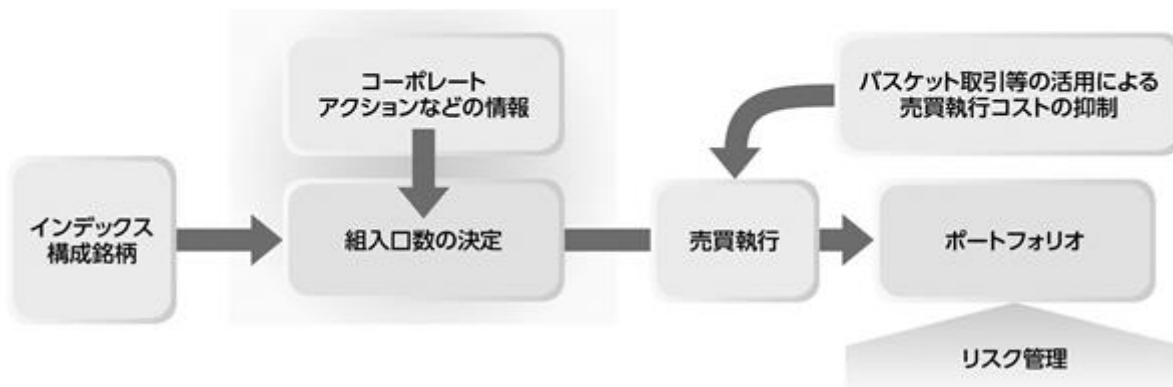 コーポレート
アクションなどの情報
バスケット取引等の活用による
売買執行コストの抑制
インデックス
構成銘柄
組入口数の決定
売買執行
ポートフォリオ
リスク管理